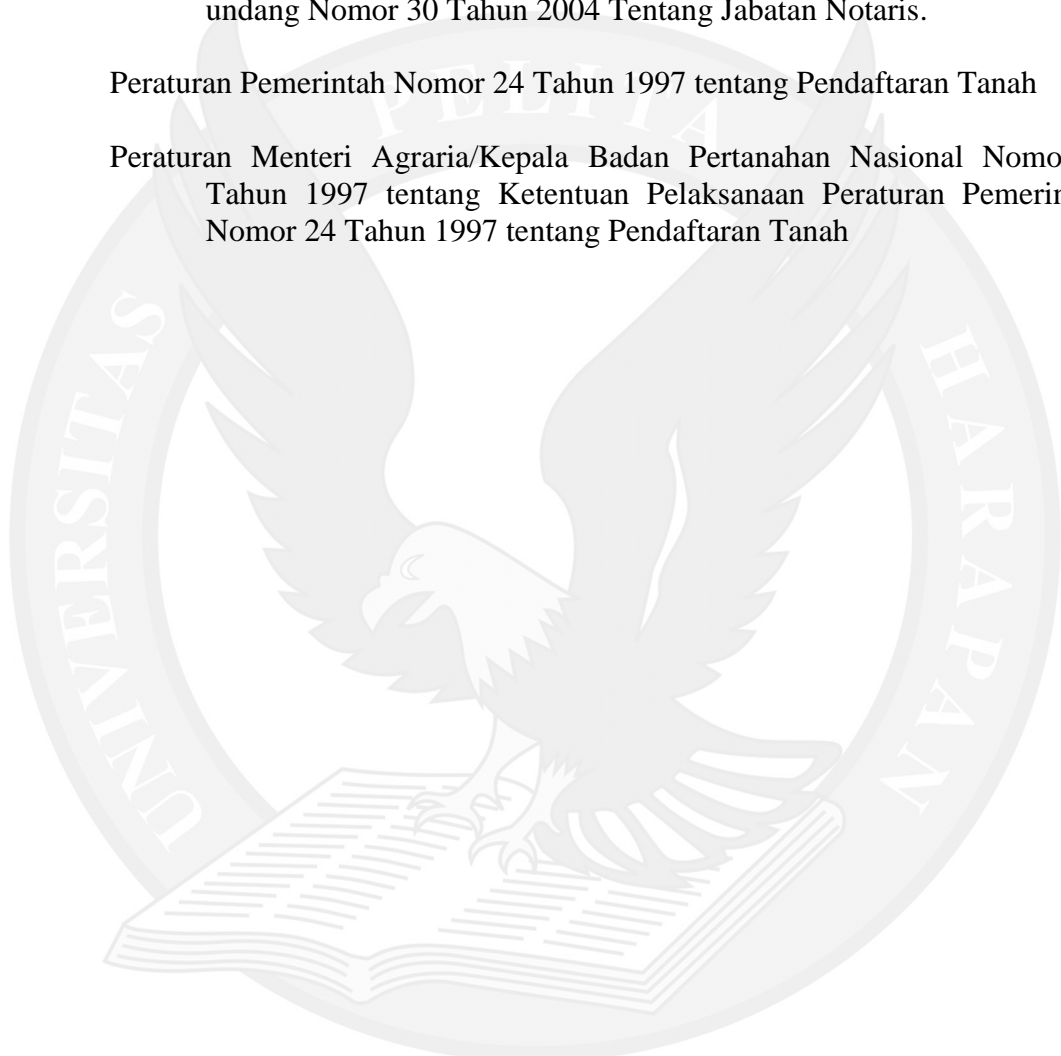 undang Nomor 30 Tahun 2004 Tentang Jabatan Notaris.
Peraturan Pemerintah Nomor 24 Tahun 1997 tentang Pendaftaran Tanah
Peraturan Menteri Agraria/Kepala Badan Pertanahan Nasional Nomo
Tahun 1997 tentang Ketentuan Pelaksanaan Peraturan Pemerin
Nomor 24 Tahun 1997 tentang Pendaftaran Tanah
UNIVERSITAS PELITA HARAPAN